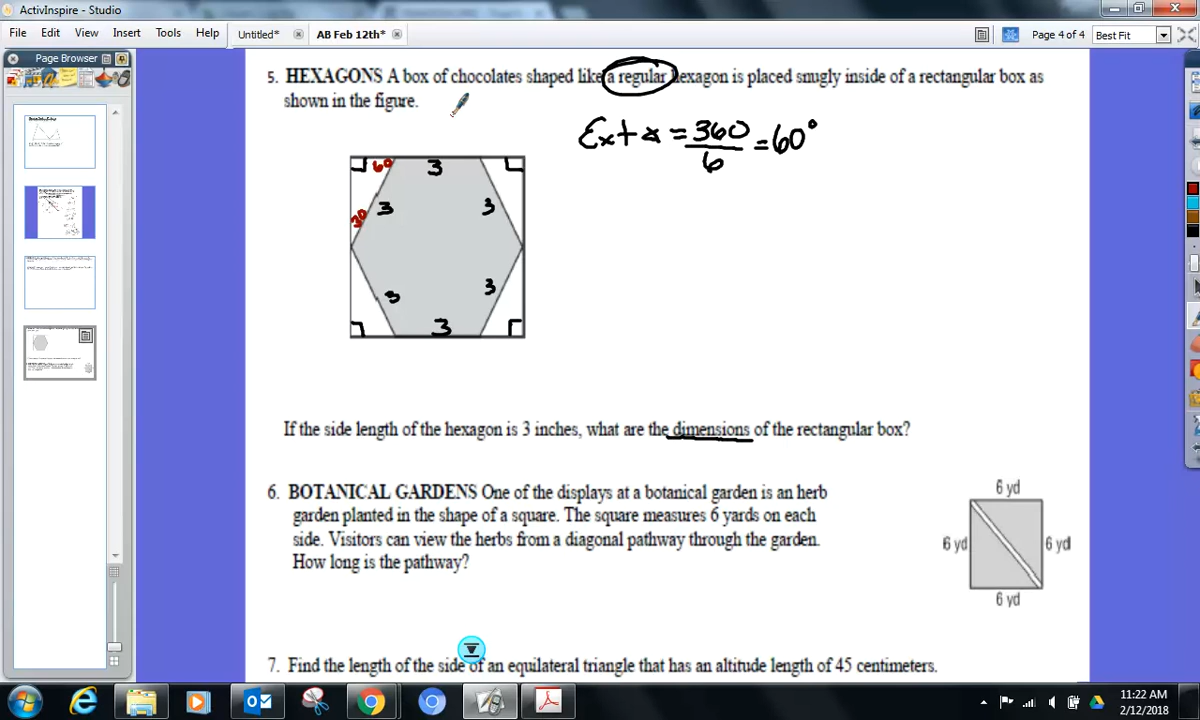 ActivInspire - Studio
File Edit View Insert Tools Help
Untitled* AB Feb 12th* Page 4 of 4 Best Fit
Page Browser
5. HEXAGONS A box of chocolates shaped like a regular hexagon is placed snugly inside of a rectangular box as
shown in the figure.
Ext ∡ = 360/6 = 60°
60 3
30 3 3
3 3
3
If the side length of the hexagon is 3 inches, what are the dimensions of the rectangular box?
6. BOTANICAL GARDENS One of the displays at a botanical garden is an herb
garden planted in the shape of a square. The square measures 6 yards on each
side. Visitors can view the herbs from a diagonal pathway through the garden.
How long is the pathway?
6 yd
6 yd 6 yd
6 yd
7. Find the length of the side of an equilateral triangle that has an altitude length of 45 centimeters.
11:22 AM
2/12/2018